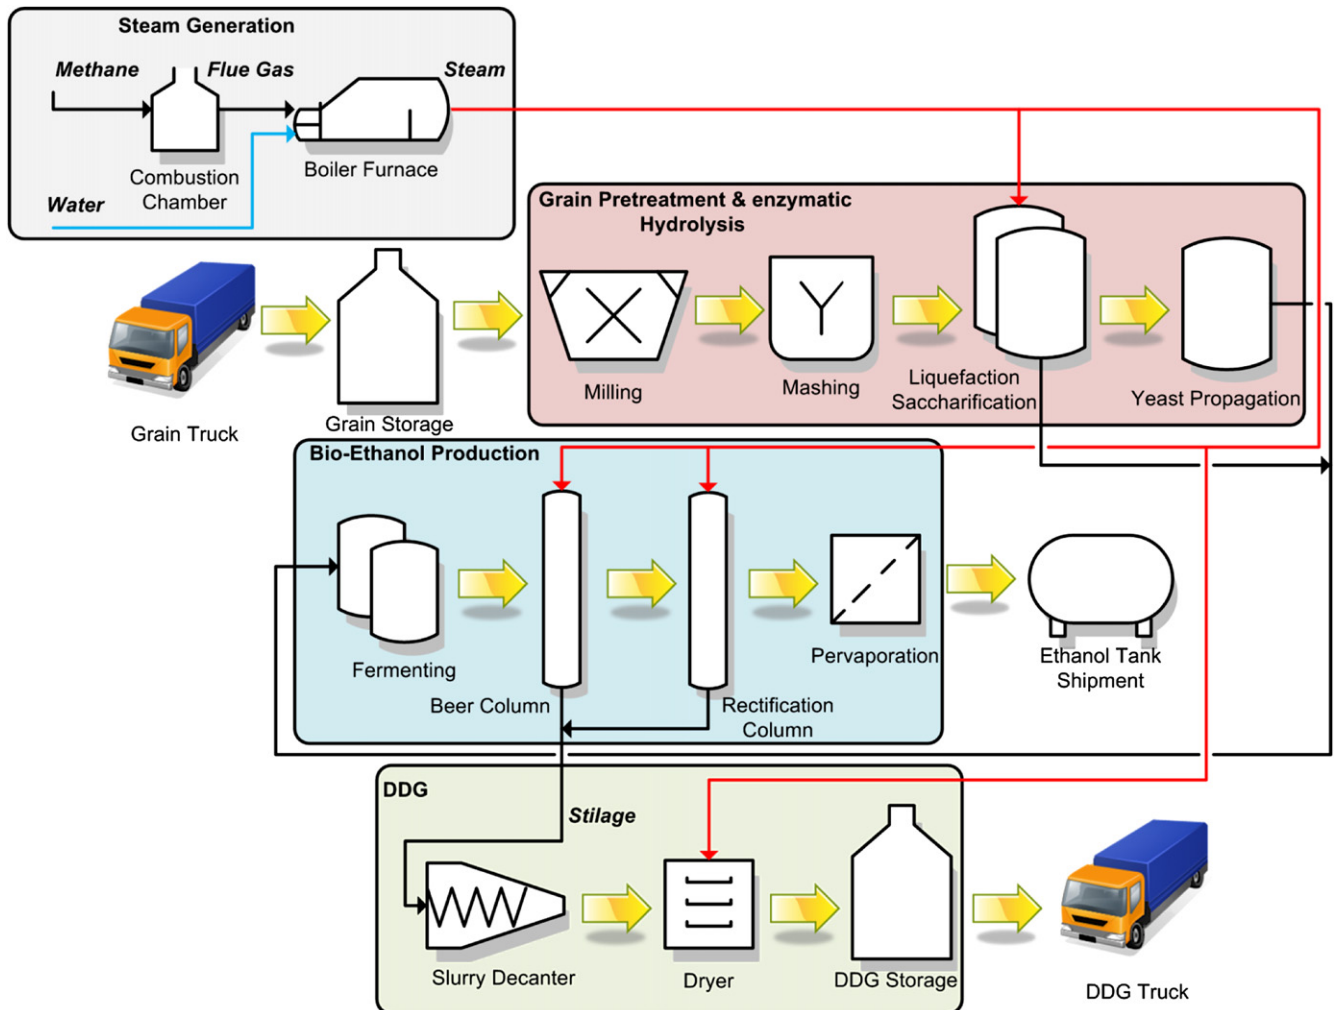 Steam Generation
Methane
Flue Gas
Steam
Combustion
Chamber
Boiler Furnace
Water
Grain Pretreatment & enzymatic
Hydrolysis
Grain Truck
Grain Storage
Milling
Mashing
Liquefaction
Saccharification
Yeast Propagation
Bio-Ethanol Production
Fermenting
Beer Column
Rectification
Column
Pervaporation
Ethanol Tank
Shipment
DDG
Stilage
Slurry Decanter
Dryer
DDG Storage
DDG Truck